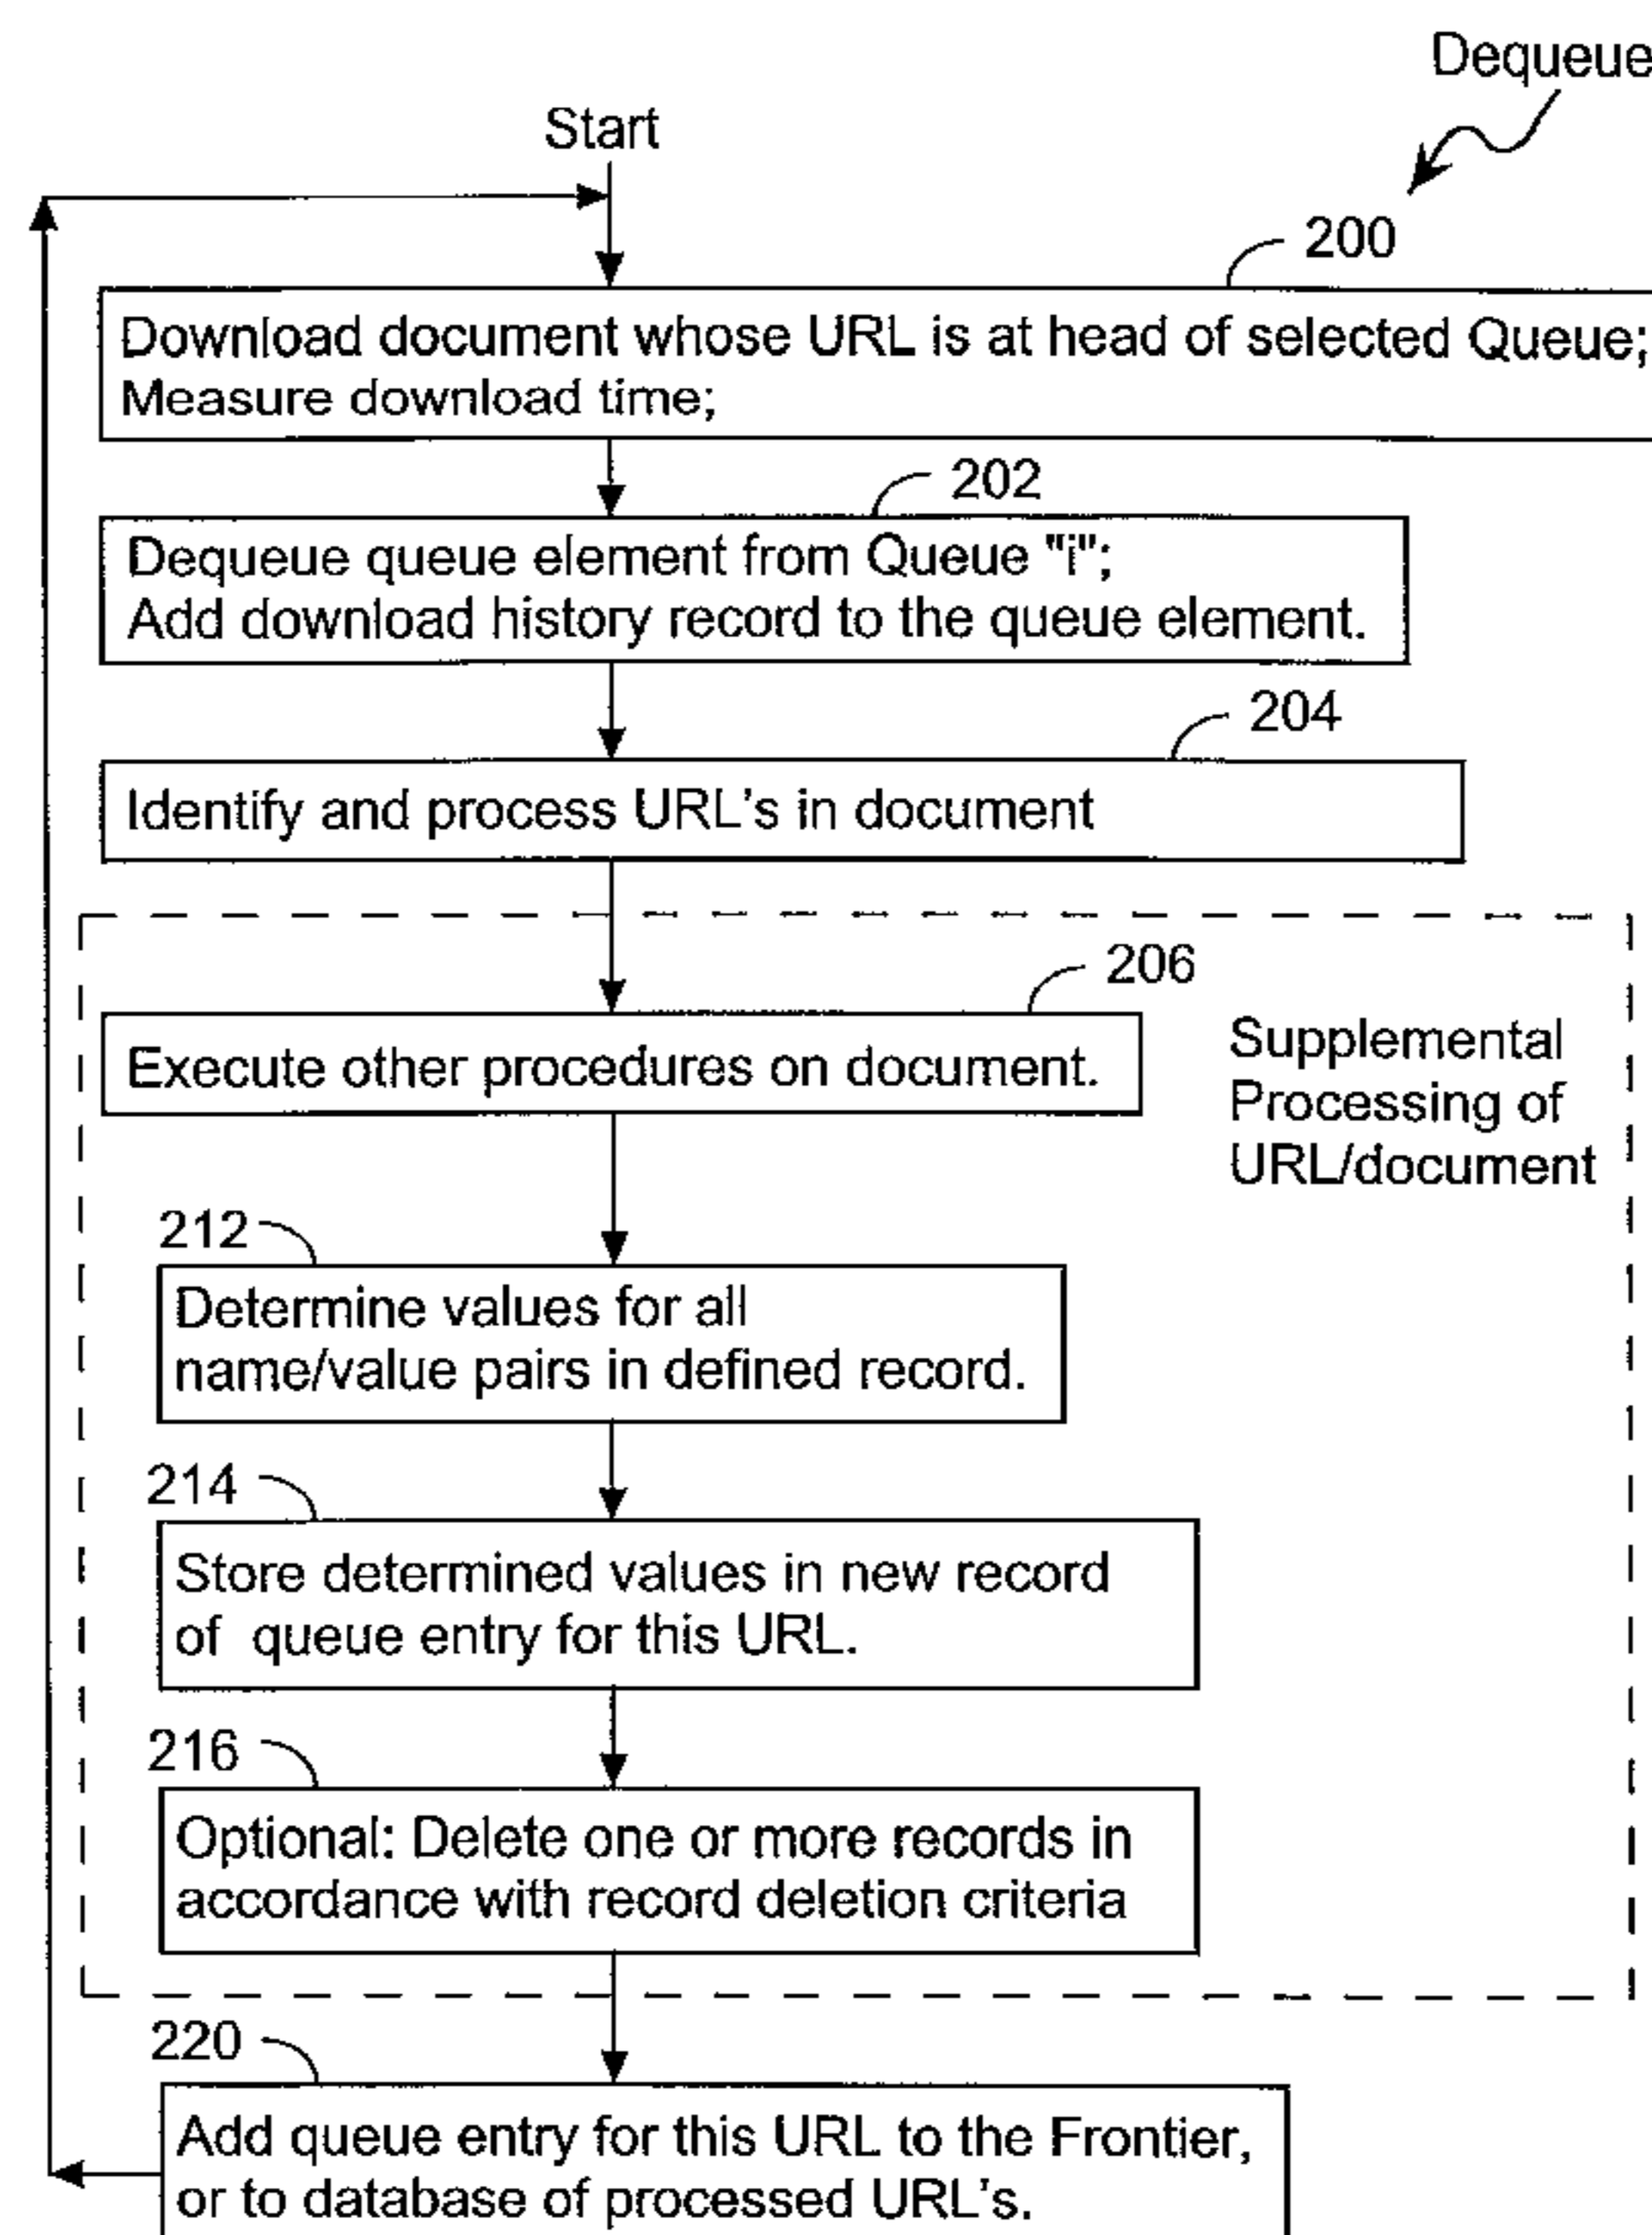 Dequeue
Start
200
Download document whose URL is at head of selected Queue;
Measure download time;
202
Dequeue queue element from Queue "i";
Add download history record to the queue element.
204
Identify and process URL's in document
206
Execute other procedures on document.
Supplemental
Processing of
URL/document
212
Determine values for all
name/value pairs in defined record.
214
Store determined values in new record
of queue entry for this URL.
216
Optional: Delete one or more records in
accordance with record deletion criteria
220
Add queue entry for this URL to the Frontier,
or to database of processed URL's.